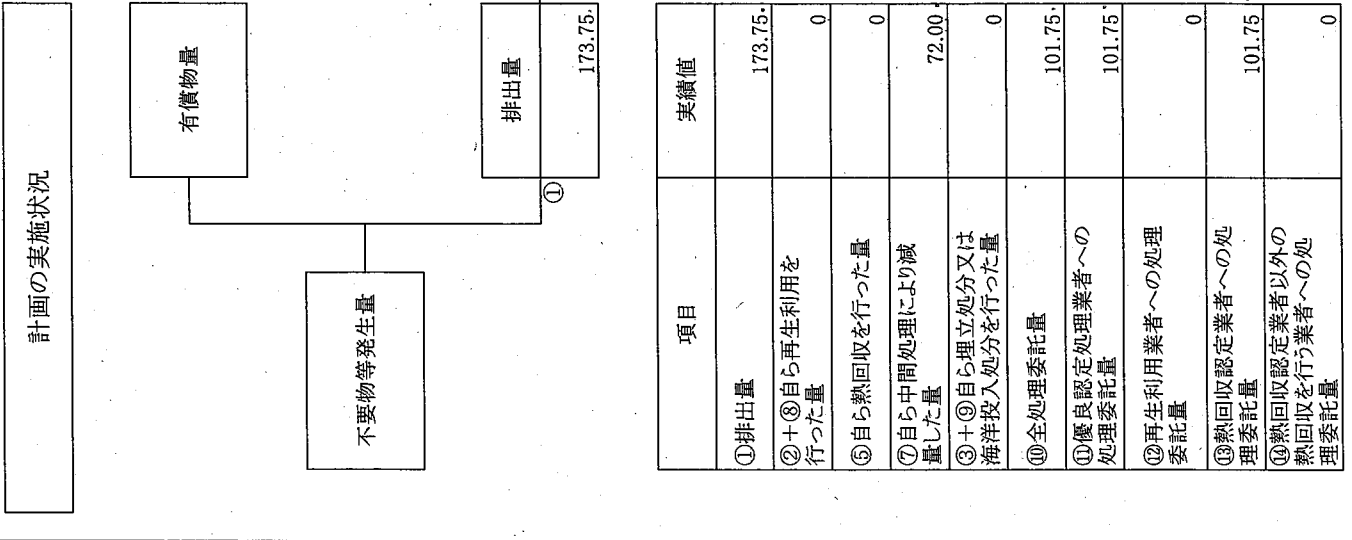 計画の実施状況
有償物量
不要物等発生量
排出量
①
173.75
項目
実績値
①排出量
173.75
②+⑧自ら再生利用を
行った量
0
⑤自ら熱回収を行った量
0
⑦自ら中間処理により減
量した量
72.00
③+⑨自ら埋立処分又は
海洋投入処分を行った量
0
⑩全処理委託量
101.75
⑪優良認定処理業者への
処理委託量
101.75
⑫再生利用業者への処理
委託量
0
⑬熱回収認定業者への処
理委託量
101.75
⑭熱回収認定業者以外の
熱回収を行う業者への処
理委託量
0